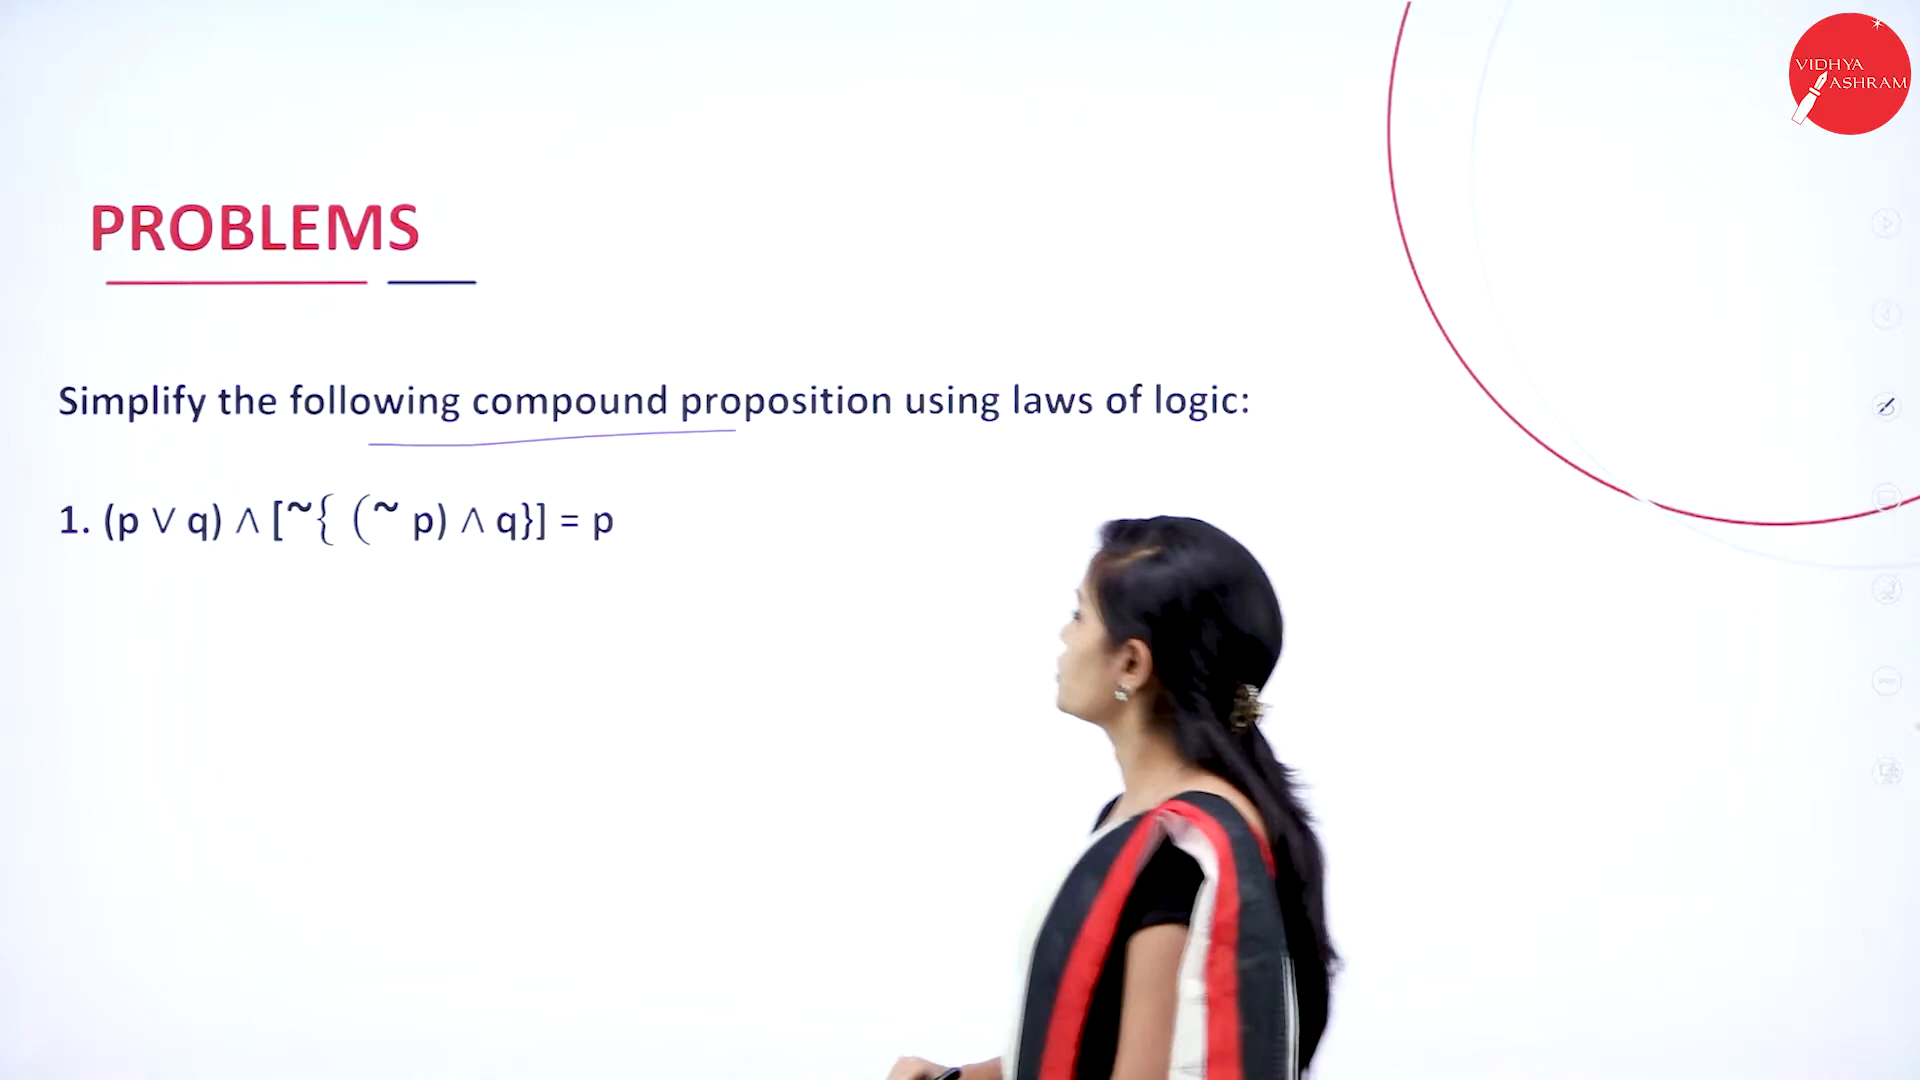 VIDHYA
ASHRAM
PROBLEMS
Simplify the following compound proposition using laws of logic:
1. (p ∨ q) ∧ [~{ (~ p) ∧ q}] = p